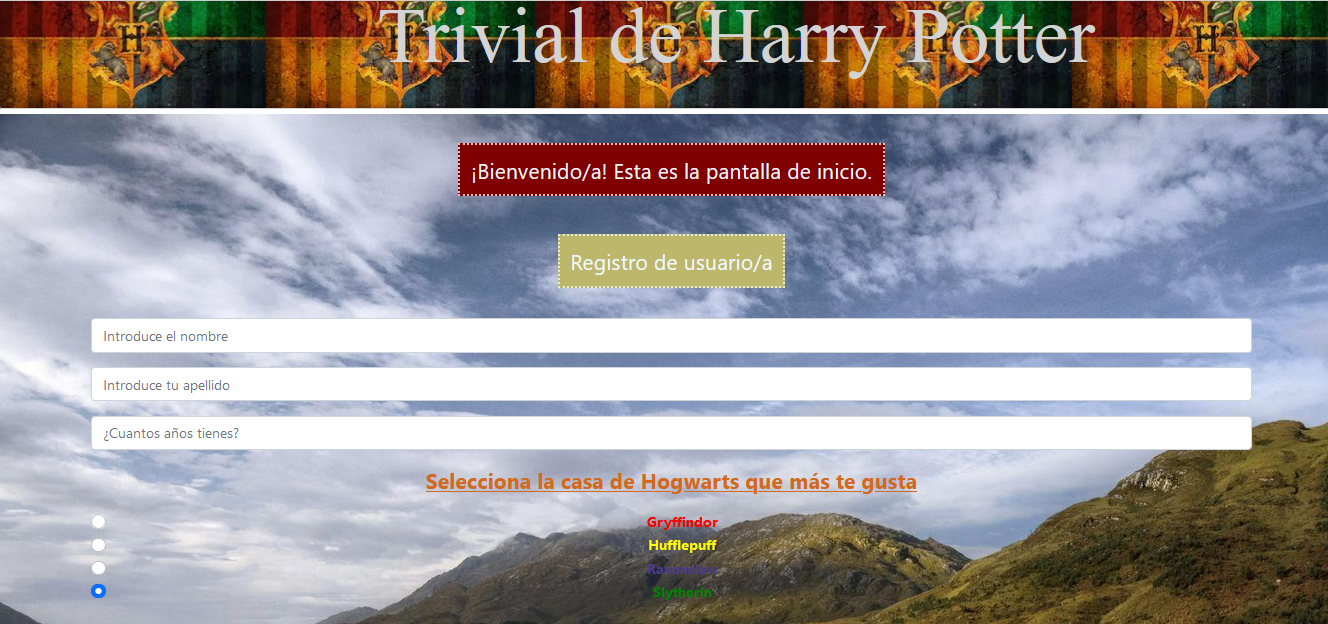 Trivial de Harry Potter
¡Bienvenido/a! Esta es la pantalla de inicio.
Registro de usuario/a
Introduce el nombre
Introduce tu apellido
¿Cuantos años tienes?
Selecciona la casa de Hogwarts que más te gusta
Gryffindor
Hufflepuff
Ravenclaw
Slytherin